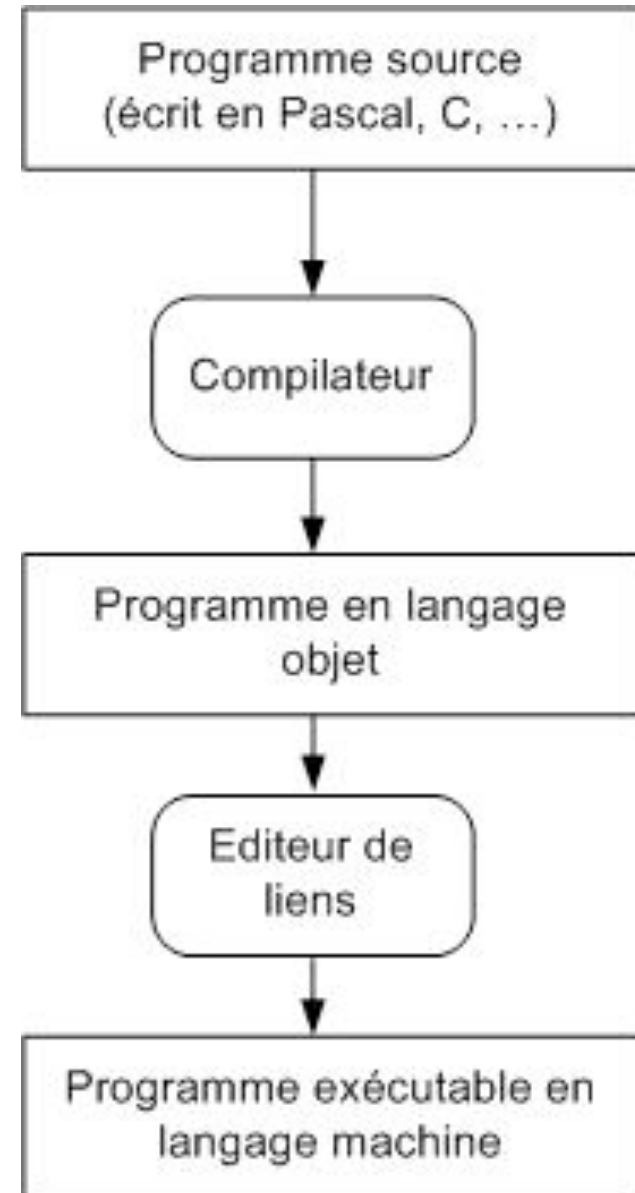 Programme source
(écrit en Pascal, C, …)
Compilateur
Programme en langage
objet
Editeur de
liens
Programme exécutable en
langage machine